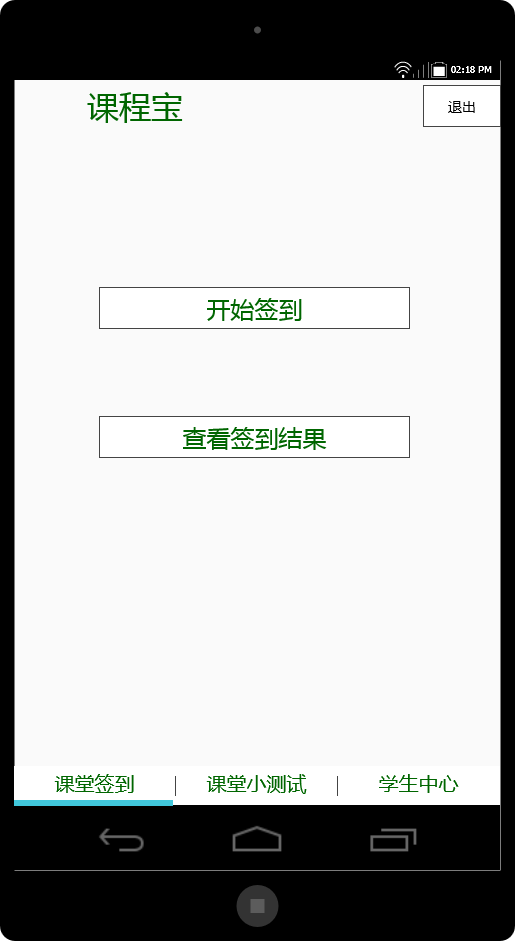 02:18 PM
课程宝
退出
开始签到
查看签到结果
课堂签到
课堂小测试
学生中心